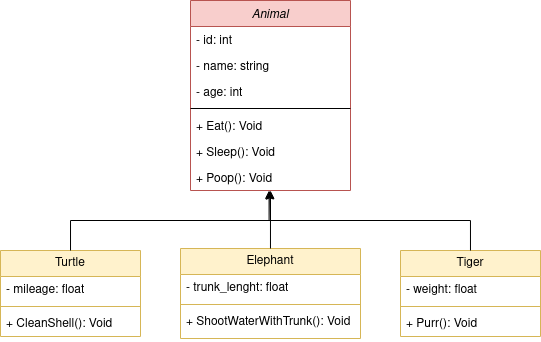 Animal
- id: int
- name: string
- age: int
+ Eat(): Void
+ Sleep(): Void
+ Poop(): Void
Turtle
- mileage: float
+ CleanShell(): Void
Elephant
- trunk_lenght: float
+ ShootWaterWithTrunk(): Void
Tiger
- weight: float
+ Purr(): Void